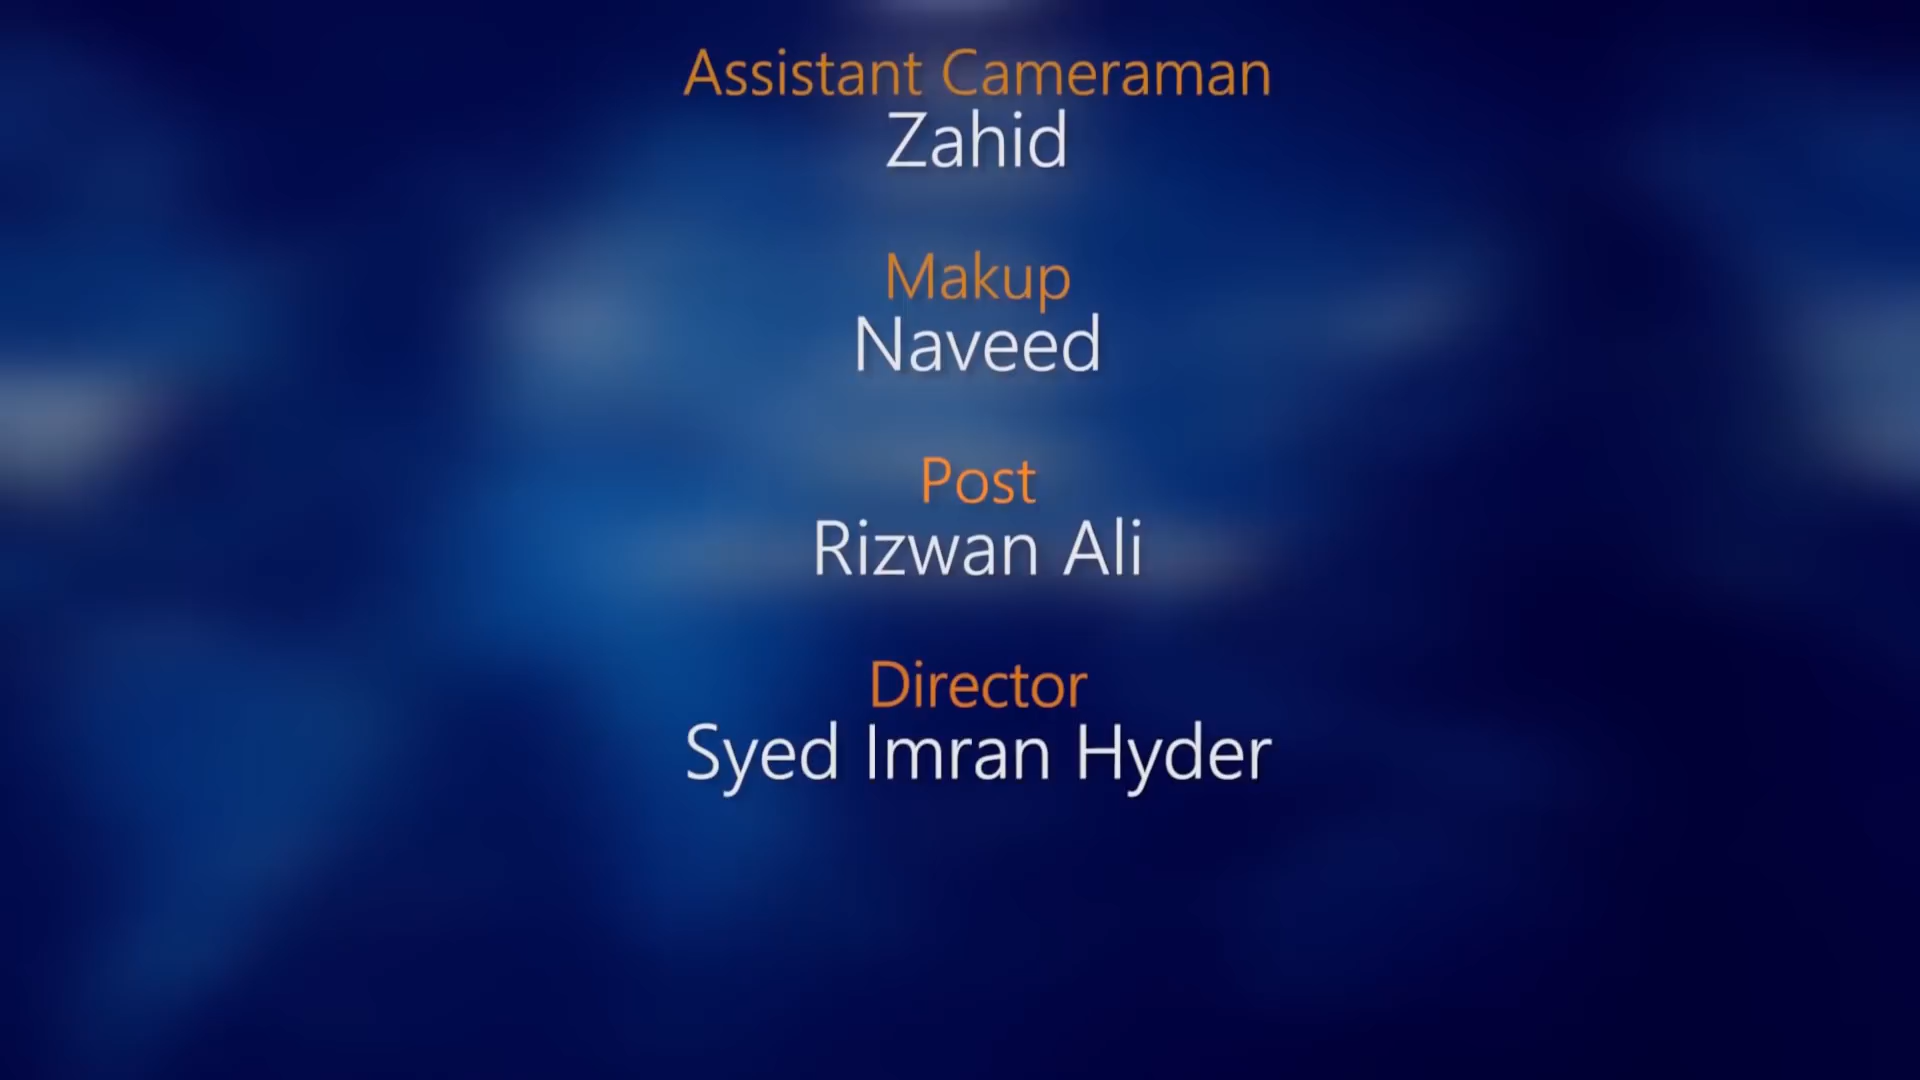 Assistant Cameraman
Zahid
Makup
Naveed
Post
Rizwan Ali
Director
Syed Imran Hyder